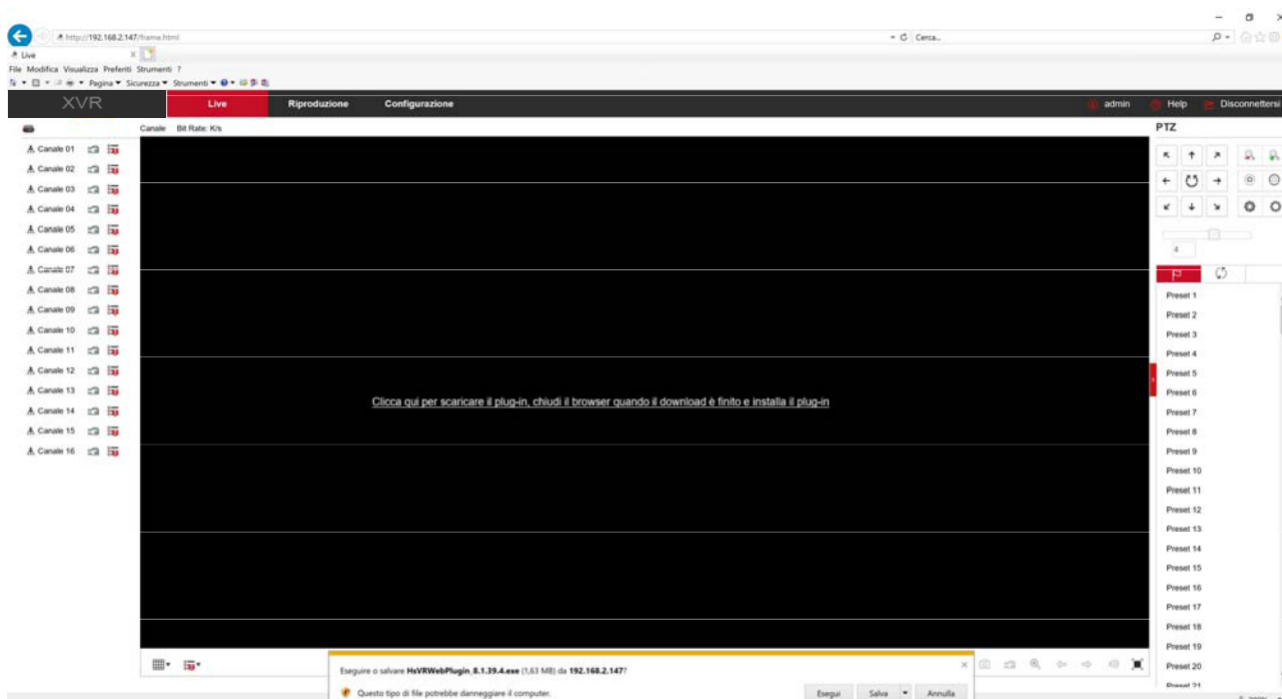 http://192.168.2.147/frame.html
Cerca...
Live
File Modifica Visualizza Preferiti Strumenti ?
Pagina Sicurezza Strumenti
XVR Live Riproduzione Configurazione admin Help Disconnettersi
Canale Bit Rate: K/s
PTZ
Canale 01
Canale 02
Canale 03
Canale 04
Canale 05
Canale 06
Canale 07
Canale 08
Canale 09
Canale 10
Canale 11
Canale 12
Canale 13
Canale 14
Canale 15
Canale 16
Clicca qui per scaricare il plug-in, chiudi il browser quando il download è finito e installa il plug-in
4
Preset 1
Preset 2
Preset 3
Preset 4
Preset 5
Preset 6
Preset 7
Preset 8
Preset 9
Preset 10
Preset 11
Preset 12
Preset 13
Preset 14
Preset 15
Preset 16
Preset 17
Preset 18
Preset 19
Preset 20
Preset 21
Eseguire o salvare HsVRWebPlugin_8.1.39.4.exe (1,63 MB) da 192.168.2.147?
Questo tipo di file potrebbe danneggiare il computer.
Esegui Salva Annulla